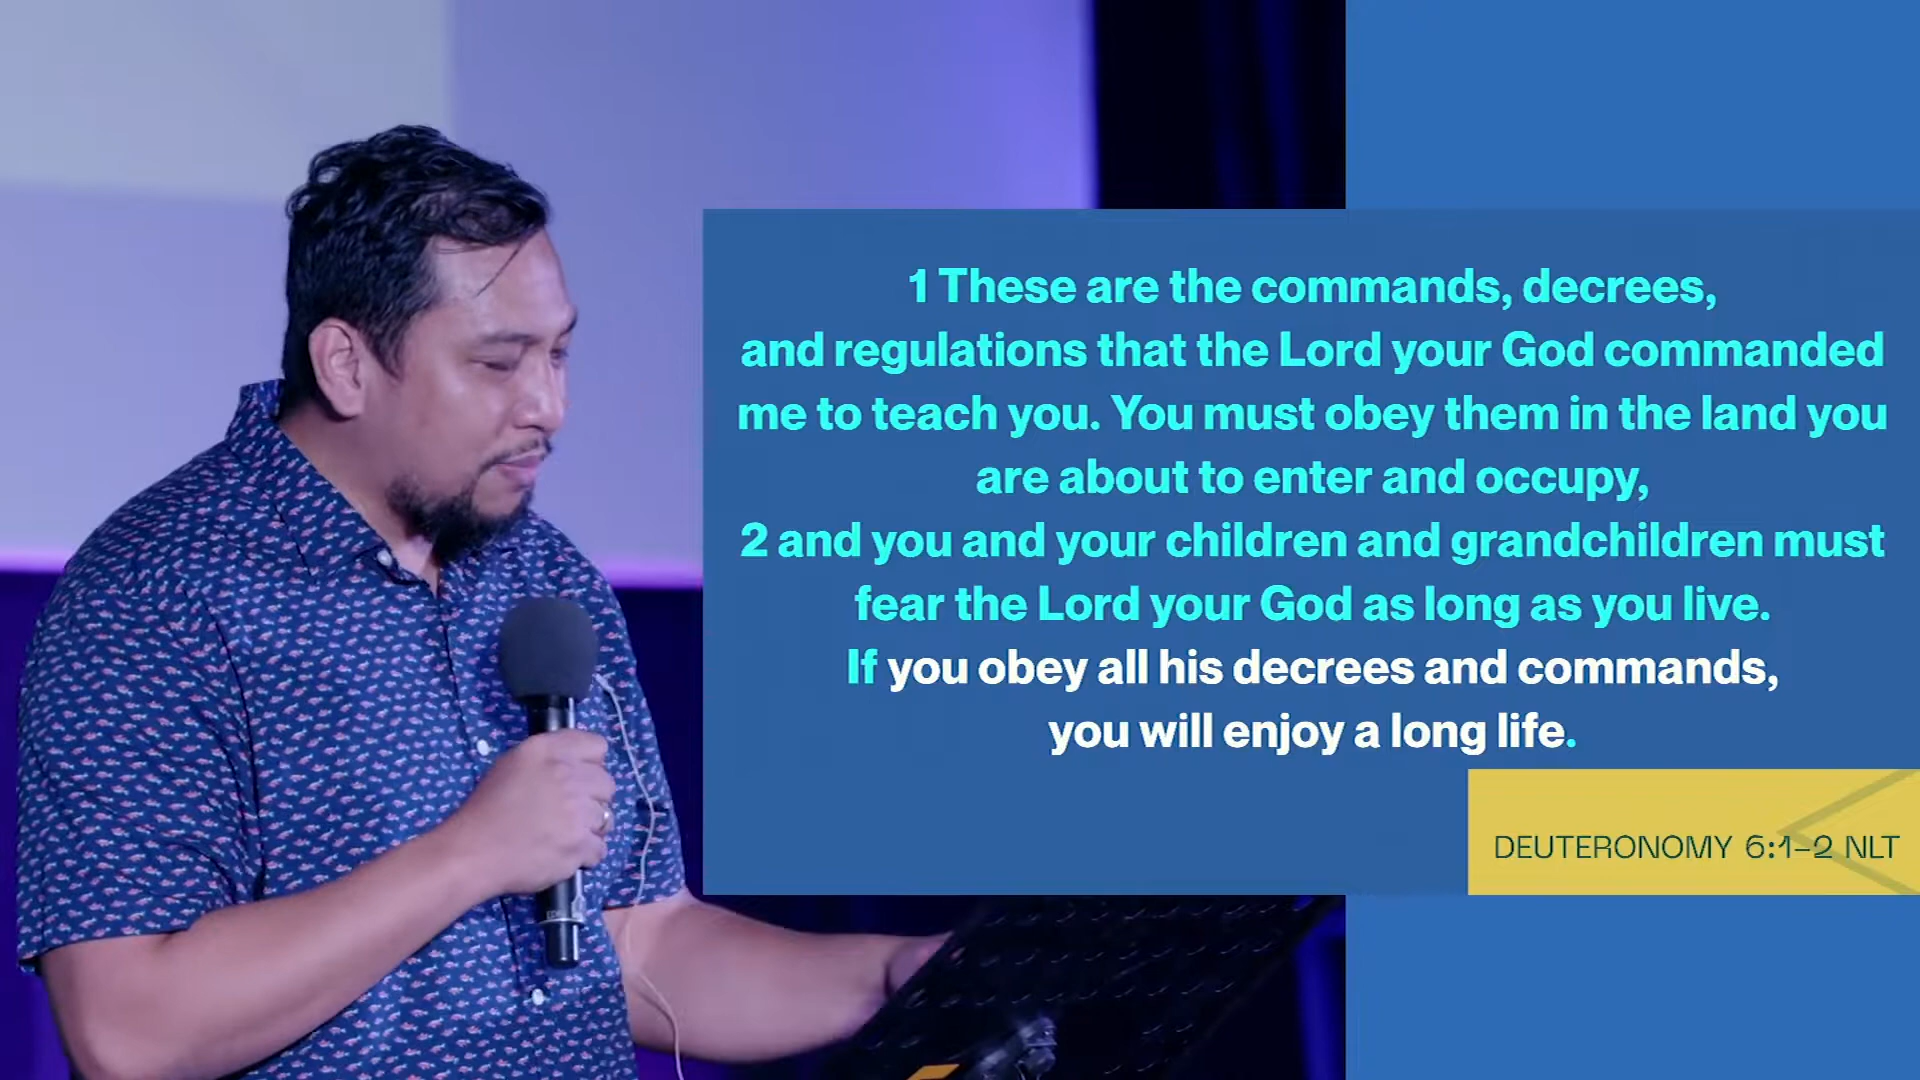 1 These are the commands, decrees,
and regulations that the Lord your God commanded
me to teach you. You must obey them in the land you
are about to enter and occupy,
2 and you and your children and grandchildren must
fear the Lord your God as long as you live.
If you obey all his decrees and commands,
you will enjoy a long life.
DEUTERONOMY 6:1–2 NLT